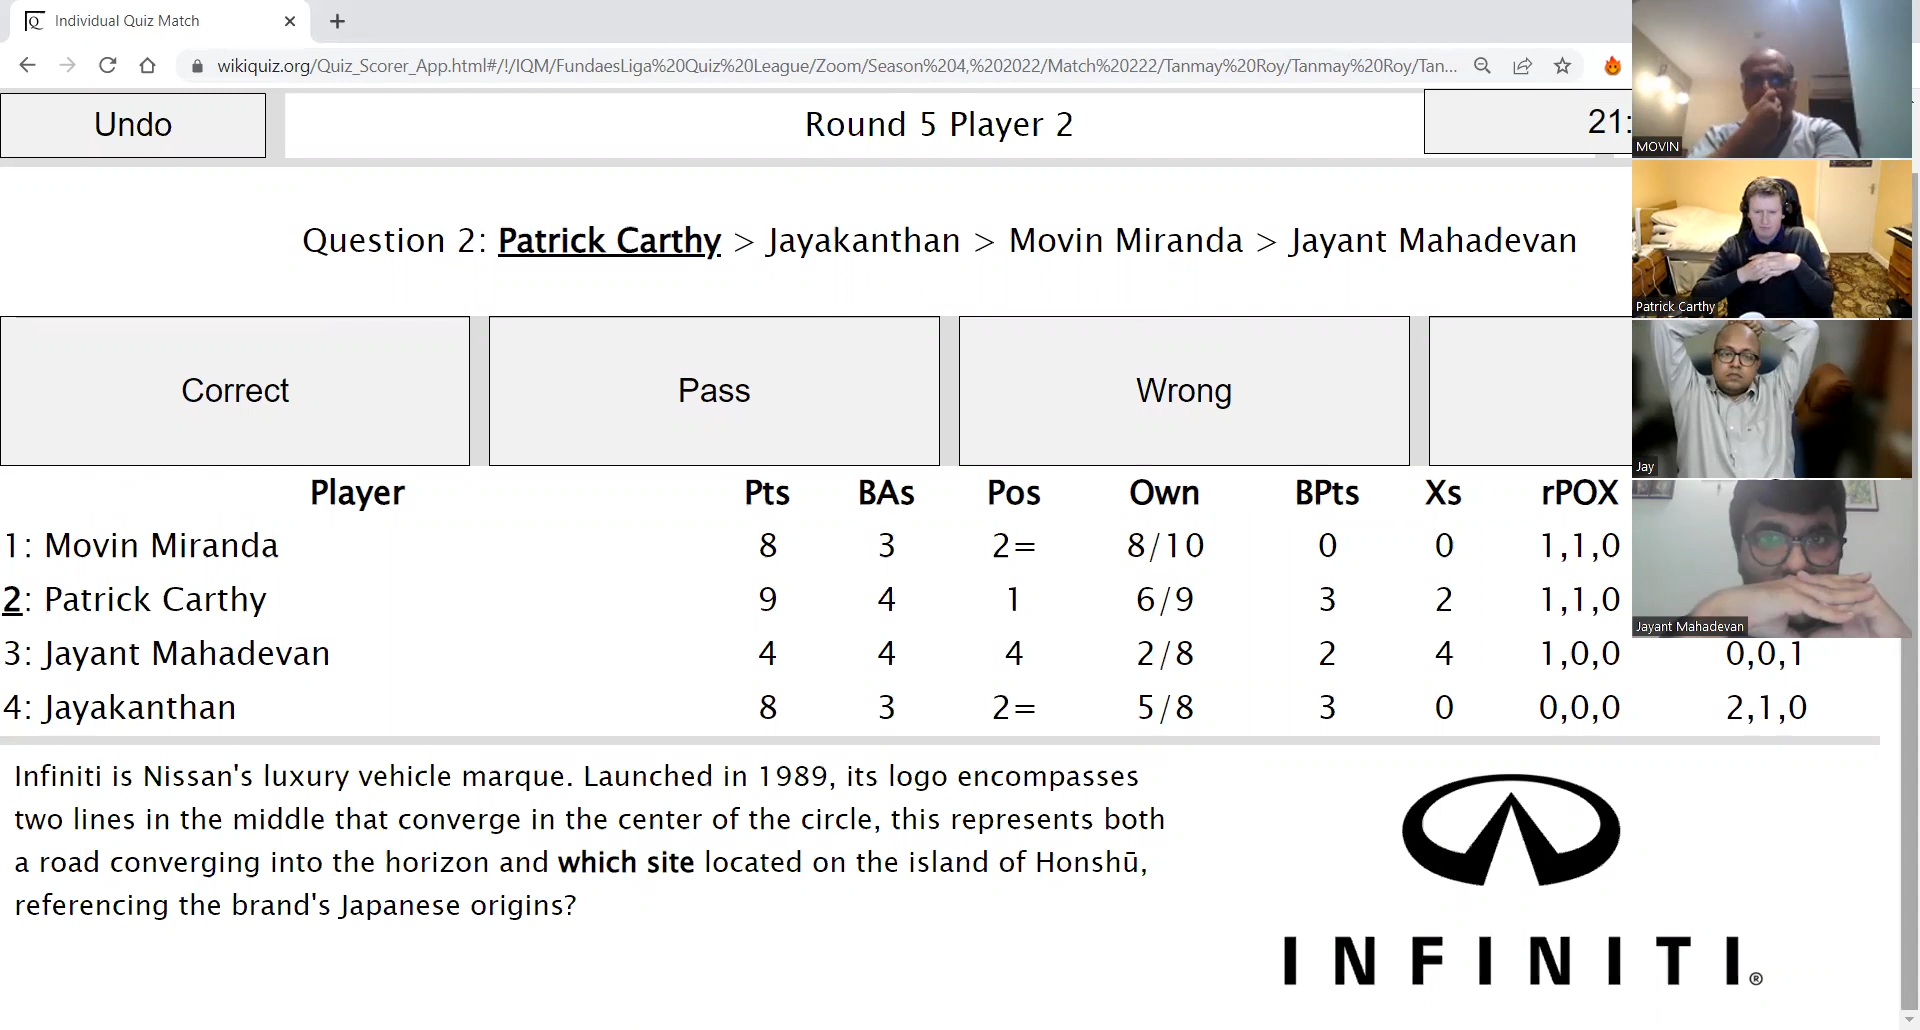 Individual Quiz Match
wikiquiz.org/Quiz_Scorer_App.html#/!/IQM/FundaesLiga%20Quiz%20League/Zoom/Season%204,%202022/Match%20222/Tanmay%20Roy/Tanmay%20Roy/Tan...
Undo
Round 5 Player 2
21:
MOVIN
Question 2: Patrick Carthy > Jayakanthan > Movin Miranda > Jayant Mahadevan
Patrick Carthy
Correct
Pass
Wrong
Jay
Player Pts BAs Pos Own BPts Xs rPOX
1: Movin Miranda 8 3 2= 8/10 0 0 1,1,0
2: Patrick Carthy 9 4 1 6/9 3 2 1,1,0
Jayant Mahadevan
3: Jayant Mahadevan 4 4 4 2/8 2 4 1,0,0 0,0,1
4: Jayakanthan 8 3 2= 5/8 3 0 0,0,0 2,1,0
Infiniti is Nissan's luxury vehicle marque. Launched in 1989, its logo encompasses
two lines in the middle that converge in the center of the circle, this represents both
a road converging into the horizon and which site located on the island of Honshū,
referencing the brand's Japanese origins?
INFINITI®